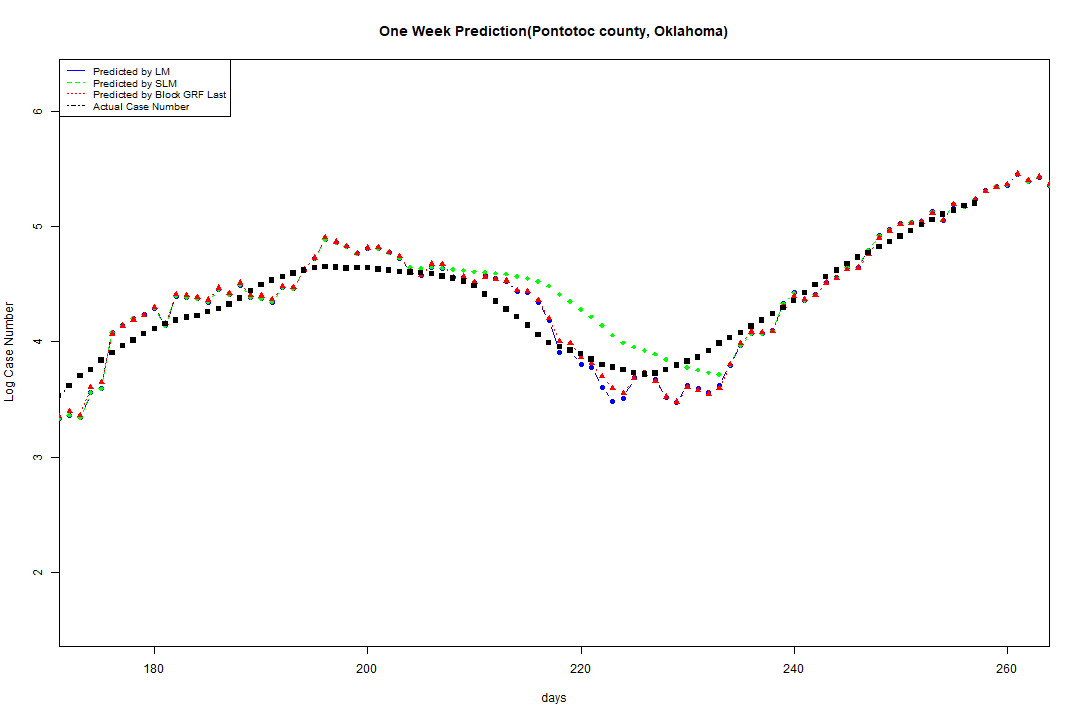 One Week Prediction(Pontotoc county, Oklahoma)
Predicted by LM
Predicted by SLM
Predicted by Block GRF Last
Actual Case Number
6
5
4
3
2
Log Case Number
180 200 220 240 260
days